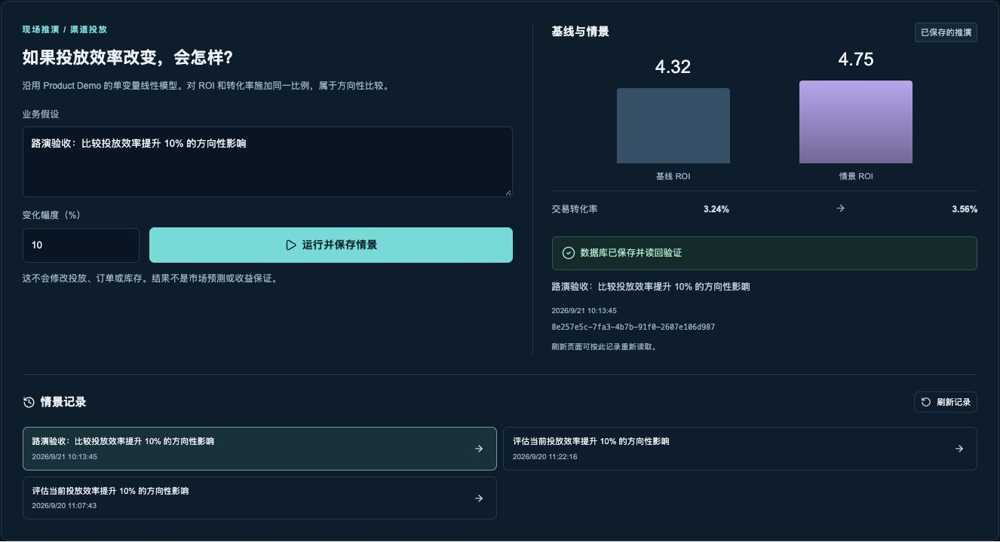 现场推演 / 渠道投放
如果投放效率改变，会怎样？
沿用 Product Demo 的单变量线性模型。对 ROI 和转化率施加同一比例，属于方向性比较。
业务假设
路演验收：比较投放效率提升 10% 的方向性影响
变化幅度（%）
10
运行并保存情景
这不会修改投放、订单或库存。结果不是市场预测或收益保证。
基线与情景
已保存的推演
4.32
4.75
基线 ROI
情景 ROI
交易转化率 3.24% → 3.56%
数据库已保存并读回验证
路演验收：比较投放效率提升 10% 的方向性影响
2026/9/21 10:13:45
8e257e5c-7fa3-4b7b-91f0-2607e106d987
刷新页面可按此记录重新读取。
情景记录
刷新记录
路演验收：比较投放效率提升 10% 的方向性影响
2026/9/21 10:13:45
评估当前投放效率提升 10% 的方向性影响
2026/9/20 11:22:16
评估当前投放效率提升 10% 的方向性影响
2026/9/20 11:07:43